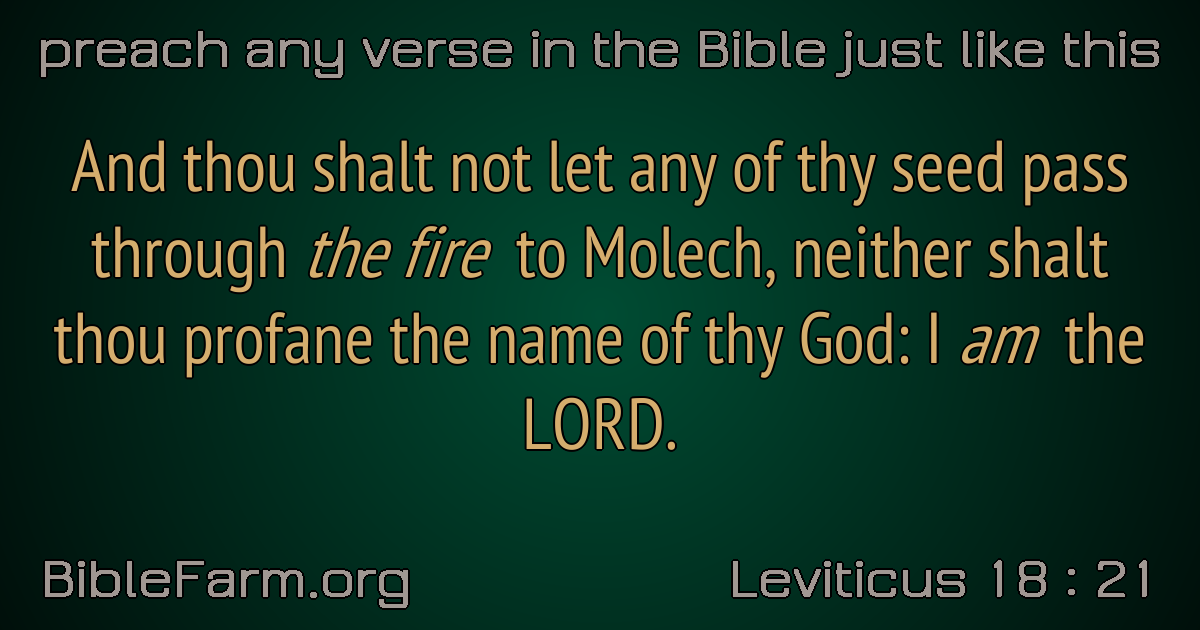 preach any verse in the Bible just like this
And thou shalt not let any of thy seed pass
through the fire to Molech, neither shalt
thou profane the name of thy God: I am the
LORD.
BibleFarm.org
Leviticus 18 : 21